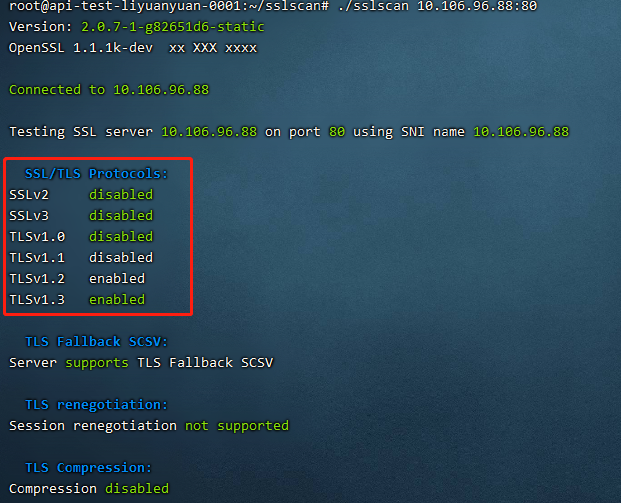 root@api-test-liyuanyuan-0001:~/sslscan# ./sslscan 10.106.96.88:80
Version: 2.0.7-1-g82651d6-static
OpenSSL 1.1.1k-dev  xx XXX xxxx
Connected to 10.106.96.88
Testing SSL server 10.106.96.88 on port 80 using SNI name 10.106.96.88
SSL/TLS Protocols:
SSLv2     disabled
SSLv3     disabled
TLSv1.0   disabled
TLSv1.1   disabled
TLSv1.2   enabled
TLSv1.3   enabled
TLS Fallback SCSV:
Server supports TLS Fallback SCSV
TLS renegotiation:
Session renegotiation not supported
TLS Compression:
Compression disabled